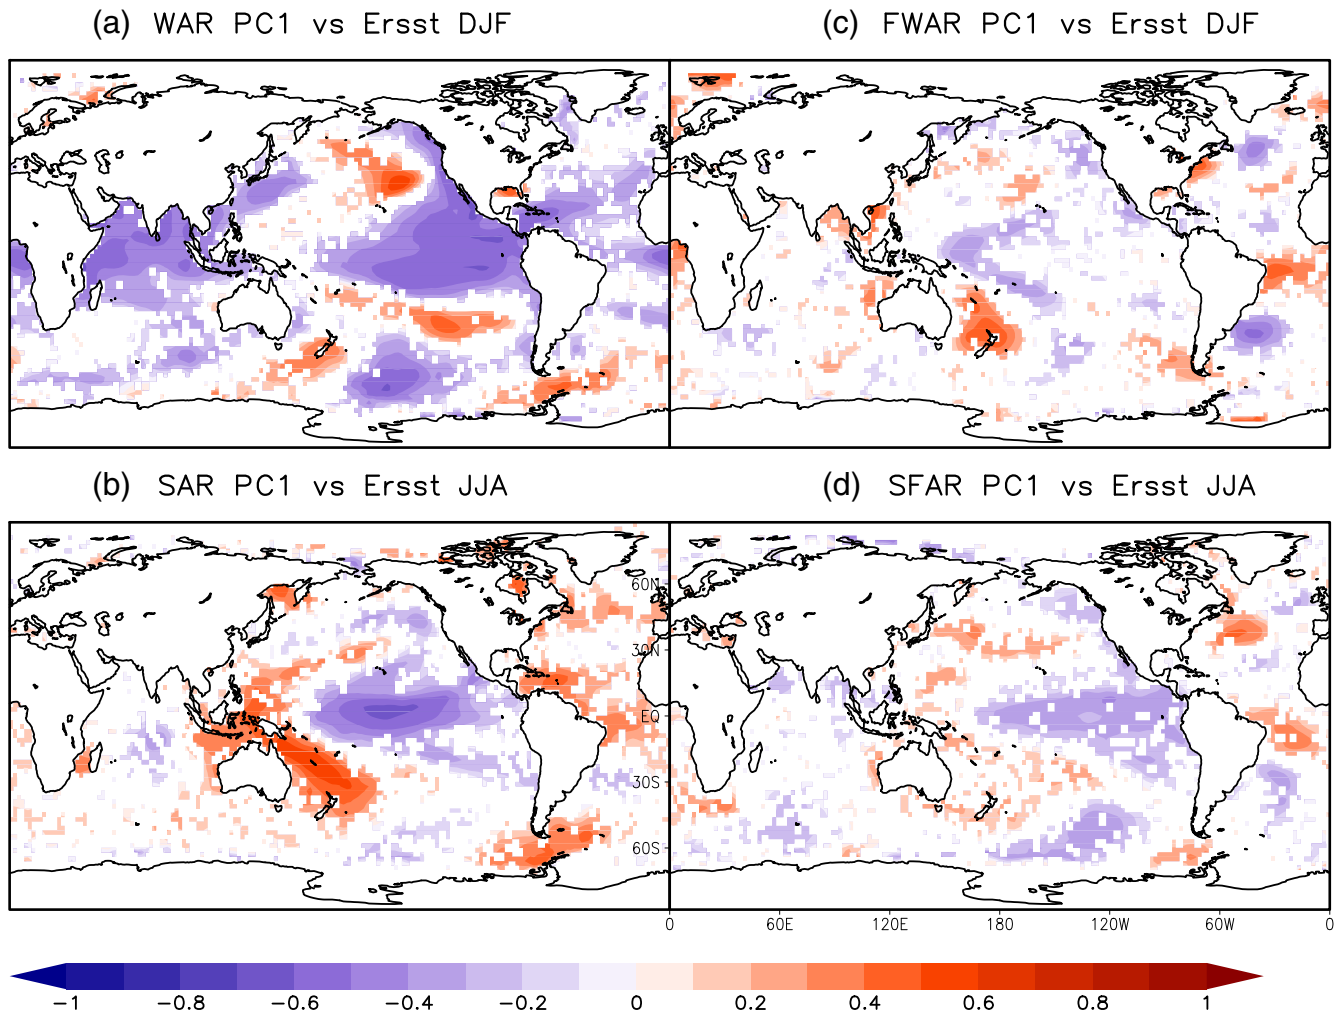 (a) WAR PC1 vs Ersst DJF
(c) FWAR PC1 vs Ersst DJF
(b) SAR PC1 vs Ersst JJA
(d) SFAR PC1 vs Ersst JJA
60N
30N
EQ
30S
60S
0 60E 120E 180 120W 60W 0
-1 -0.8 -0.6 -0.4 -0.2 0 0.2 0.4 0.6 0.8 1